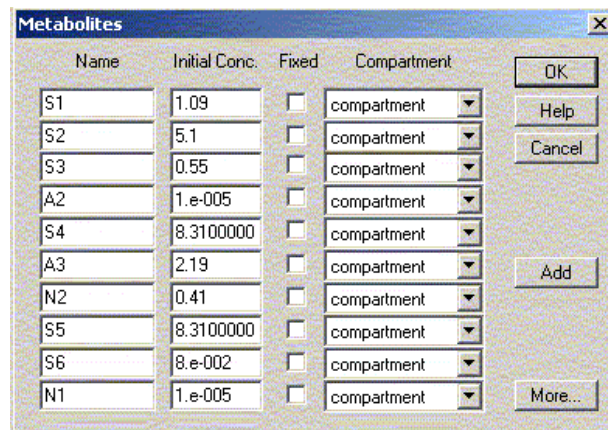 Metabolites
Name Initial Conc. Fixed Compartment
OK
S1 1.09 compartment
Help
S2 5.1 compartment
Cancel
S3 0.55 compartment
A2 1.e-005 compartment
S4 8.3100000 compartment
A3 2.19 compartment
Add
N2 0.41 compartment
S5 8.3100000 compartment
S6 8.e-002 compartment
N1 1.e-005 compartment
More...